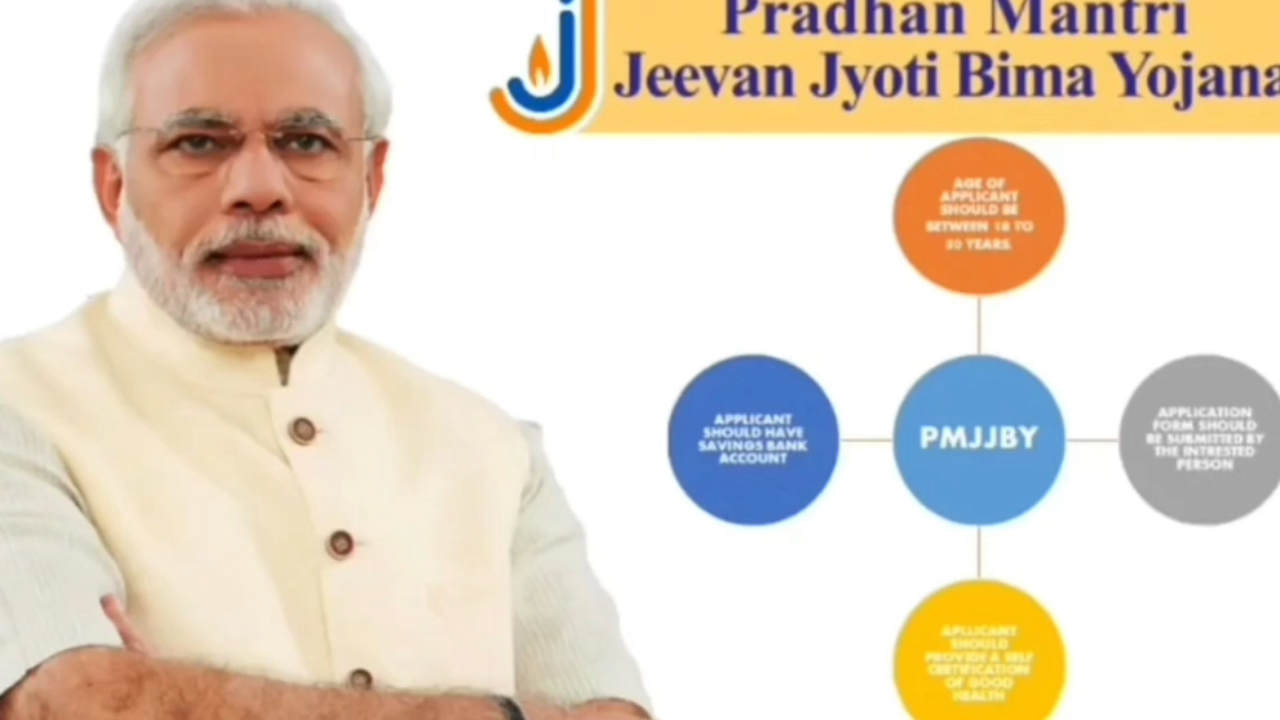 Pradhan Mantri
Jeevan Jyoti Bima Yojana
AGE OF
APPLICANT
SHOULD BE
BETWEEN 18 TO
50 YEARS.
APPLICANT
SHOULD HAVE
SAVINGS BANK
ACCOUNT
PMJJBY
APPLICATION
FORM SHOULD
BE SUBMITTED BY
THE INTRESTED
PERSON
APLLICANT
SHOULD
PROVIDE A SELF
CERTIFICATION
OF GOOD
HEALTH